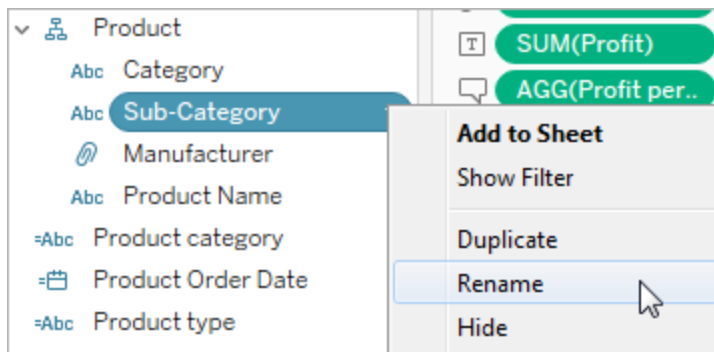 Product
Abc Category
Abc Sub-Category
Manufacturer
Abc Product Name
=Abc Product category
Product Order Date
=Abc Product type
T SUM(Profit)
AGG(Profit per..
Add to Sheet
Show Filter
Duplicate
Rename
Hide